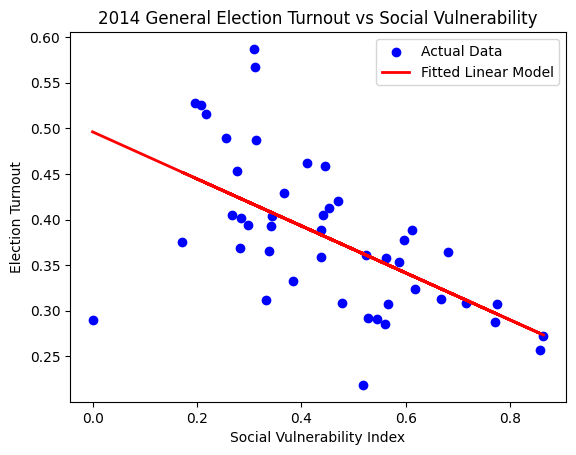 2014 General Election Turnout vs Social Vulnerability
Actual Data
Fitted Linear Model
Election Turnout
0.60
0.55
0.50
0.45
0.40
0.35
0.30
0.25
0.0 0.2 0.4 0.6 0.8
Social Vulnerability Index